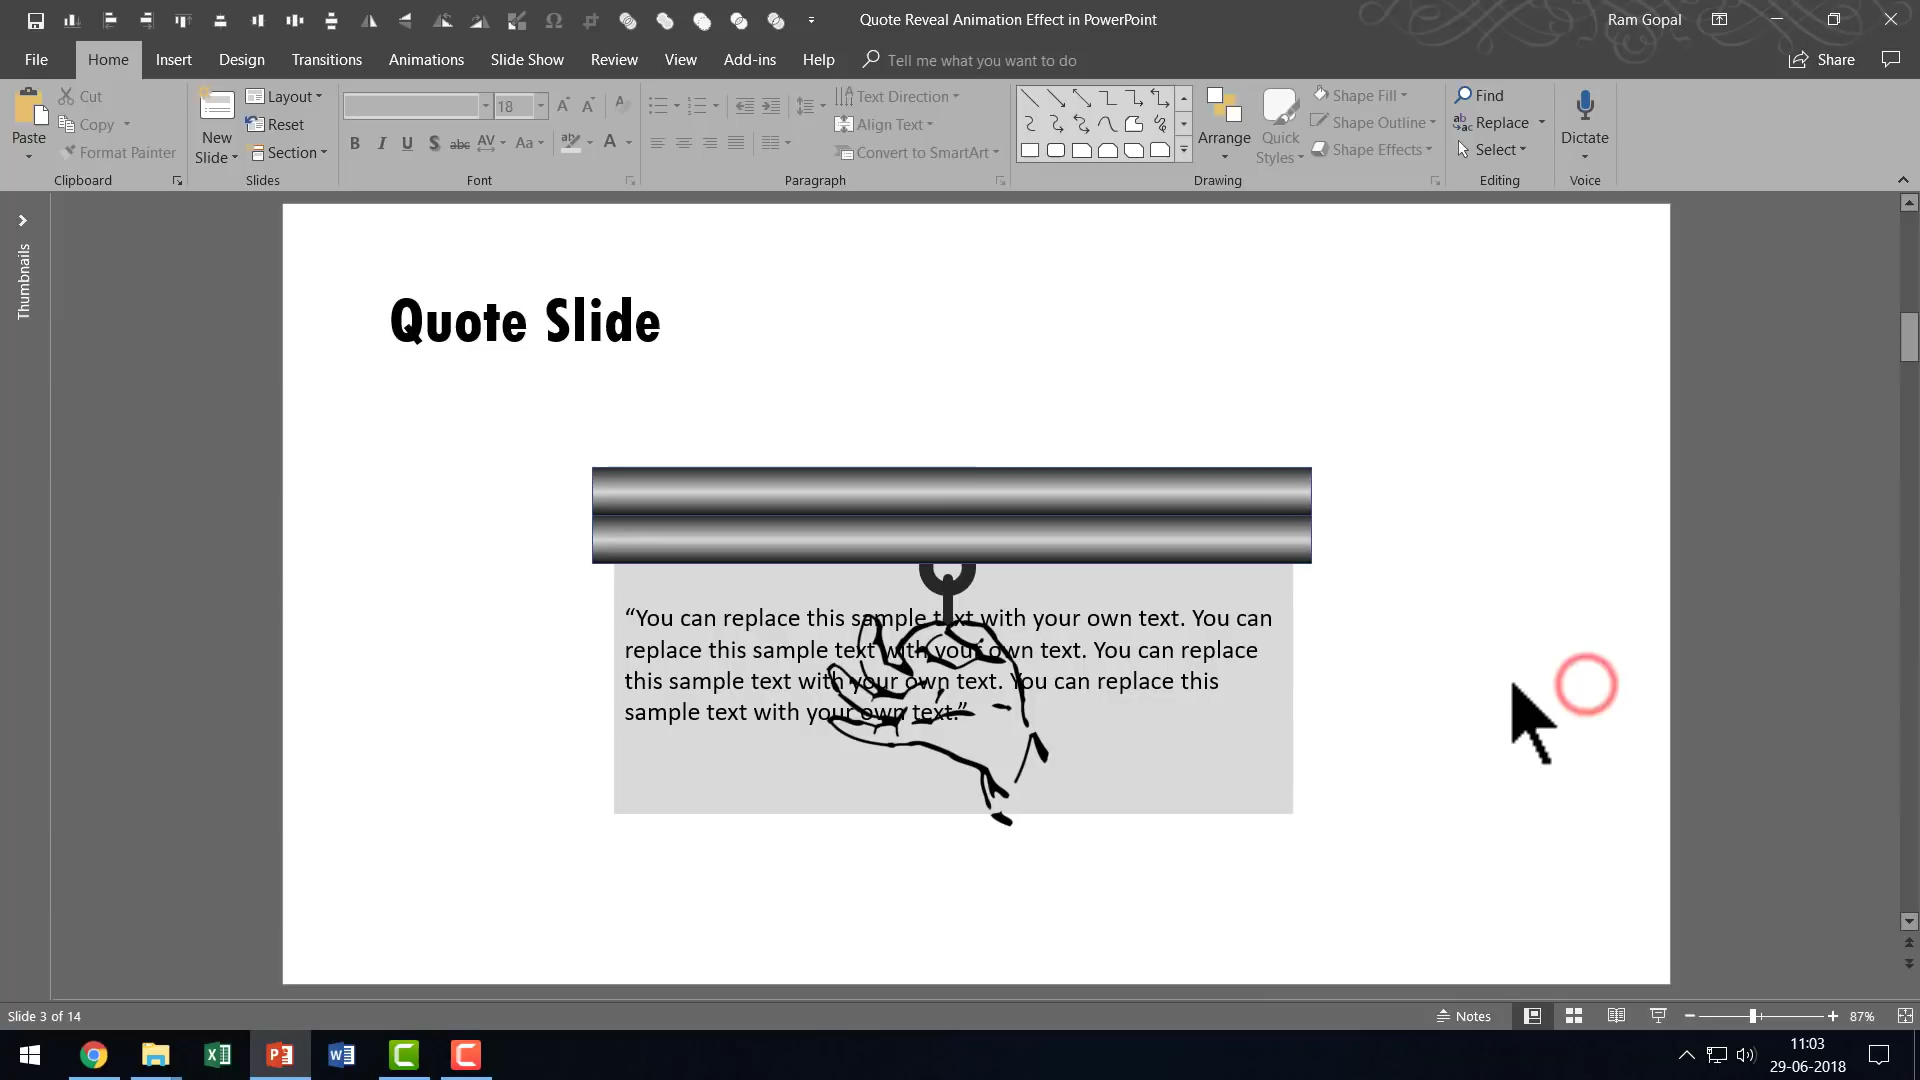 Quote Reveal Animation Effect in PowerPoint
Ram Gopal
File
Home
Insert
Design
Transitions
Animations
Slide Show
Review
View
Add-ins
Help
Tell me what you want to do
Share
Paste
Cut
Copy
Format Painter
Clipboard
New
Slide
Layout
Reset
Section
Slides
18
A A A
B I U S abc AV Aa A
Font
Text Direction
Align Text
Convert to SmartArt
Paragraph
Arrange
Quick
Styles
Shape Fill
Shape Outline
Shape Effects
Drawing
Find
Replace
Select
Editing
Dictate
Voice
Thumbnails
Quote Slide
“You can replace this sample text with your own text. You can
replace this sample text with your own text. You can replace
this sample text with your own text. You can replace this
sample text with your own text.”
Slide 3 of 14
Notes
87%
11:03
29-06-2018